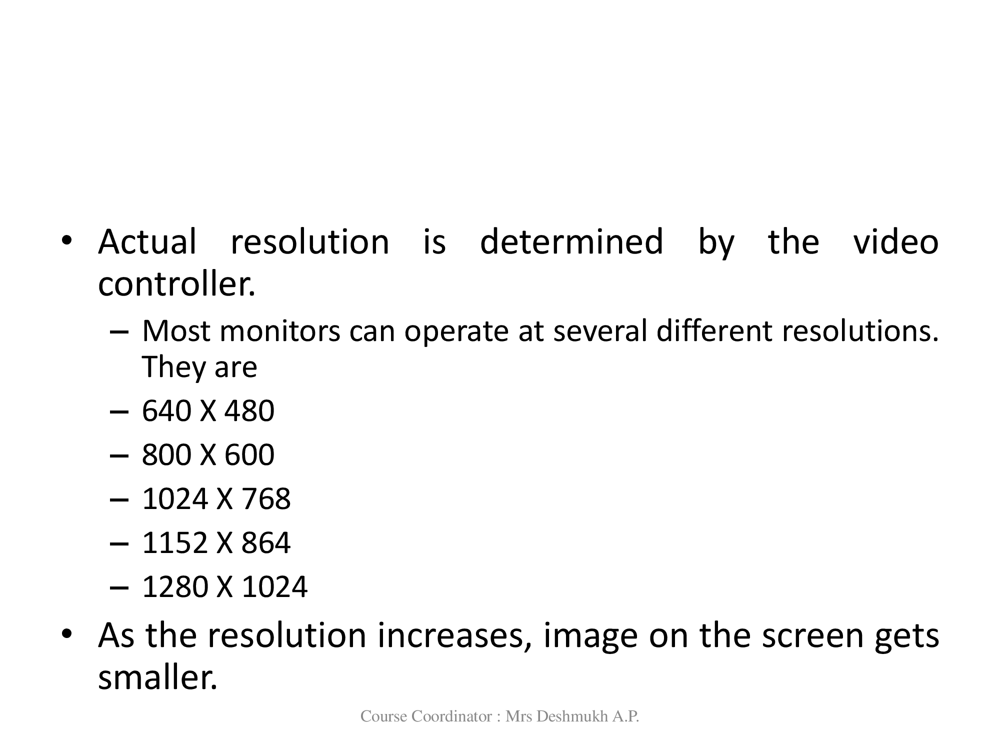 • Actual resolution is determined by the video
controller.
– Most monitors can operate at several different resolutions.
They are
– 640 X 480
– 800 X 600
– 1024 X 768
– 1152 X 864
– 1280 X 1024
• As the resolution increases, image on the screen gets
smaller.
Course Coordinator : Mrs Deshmukh A.P.